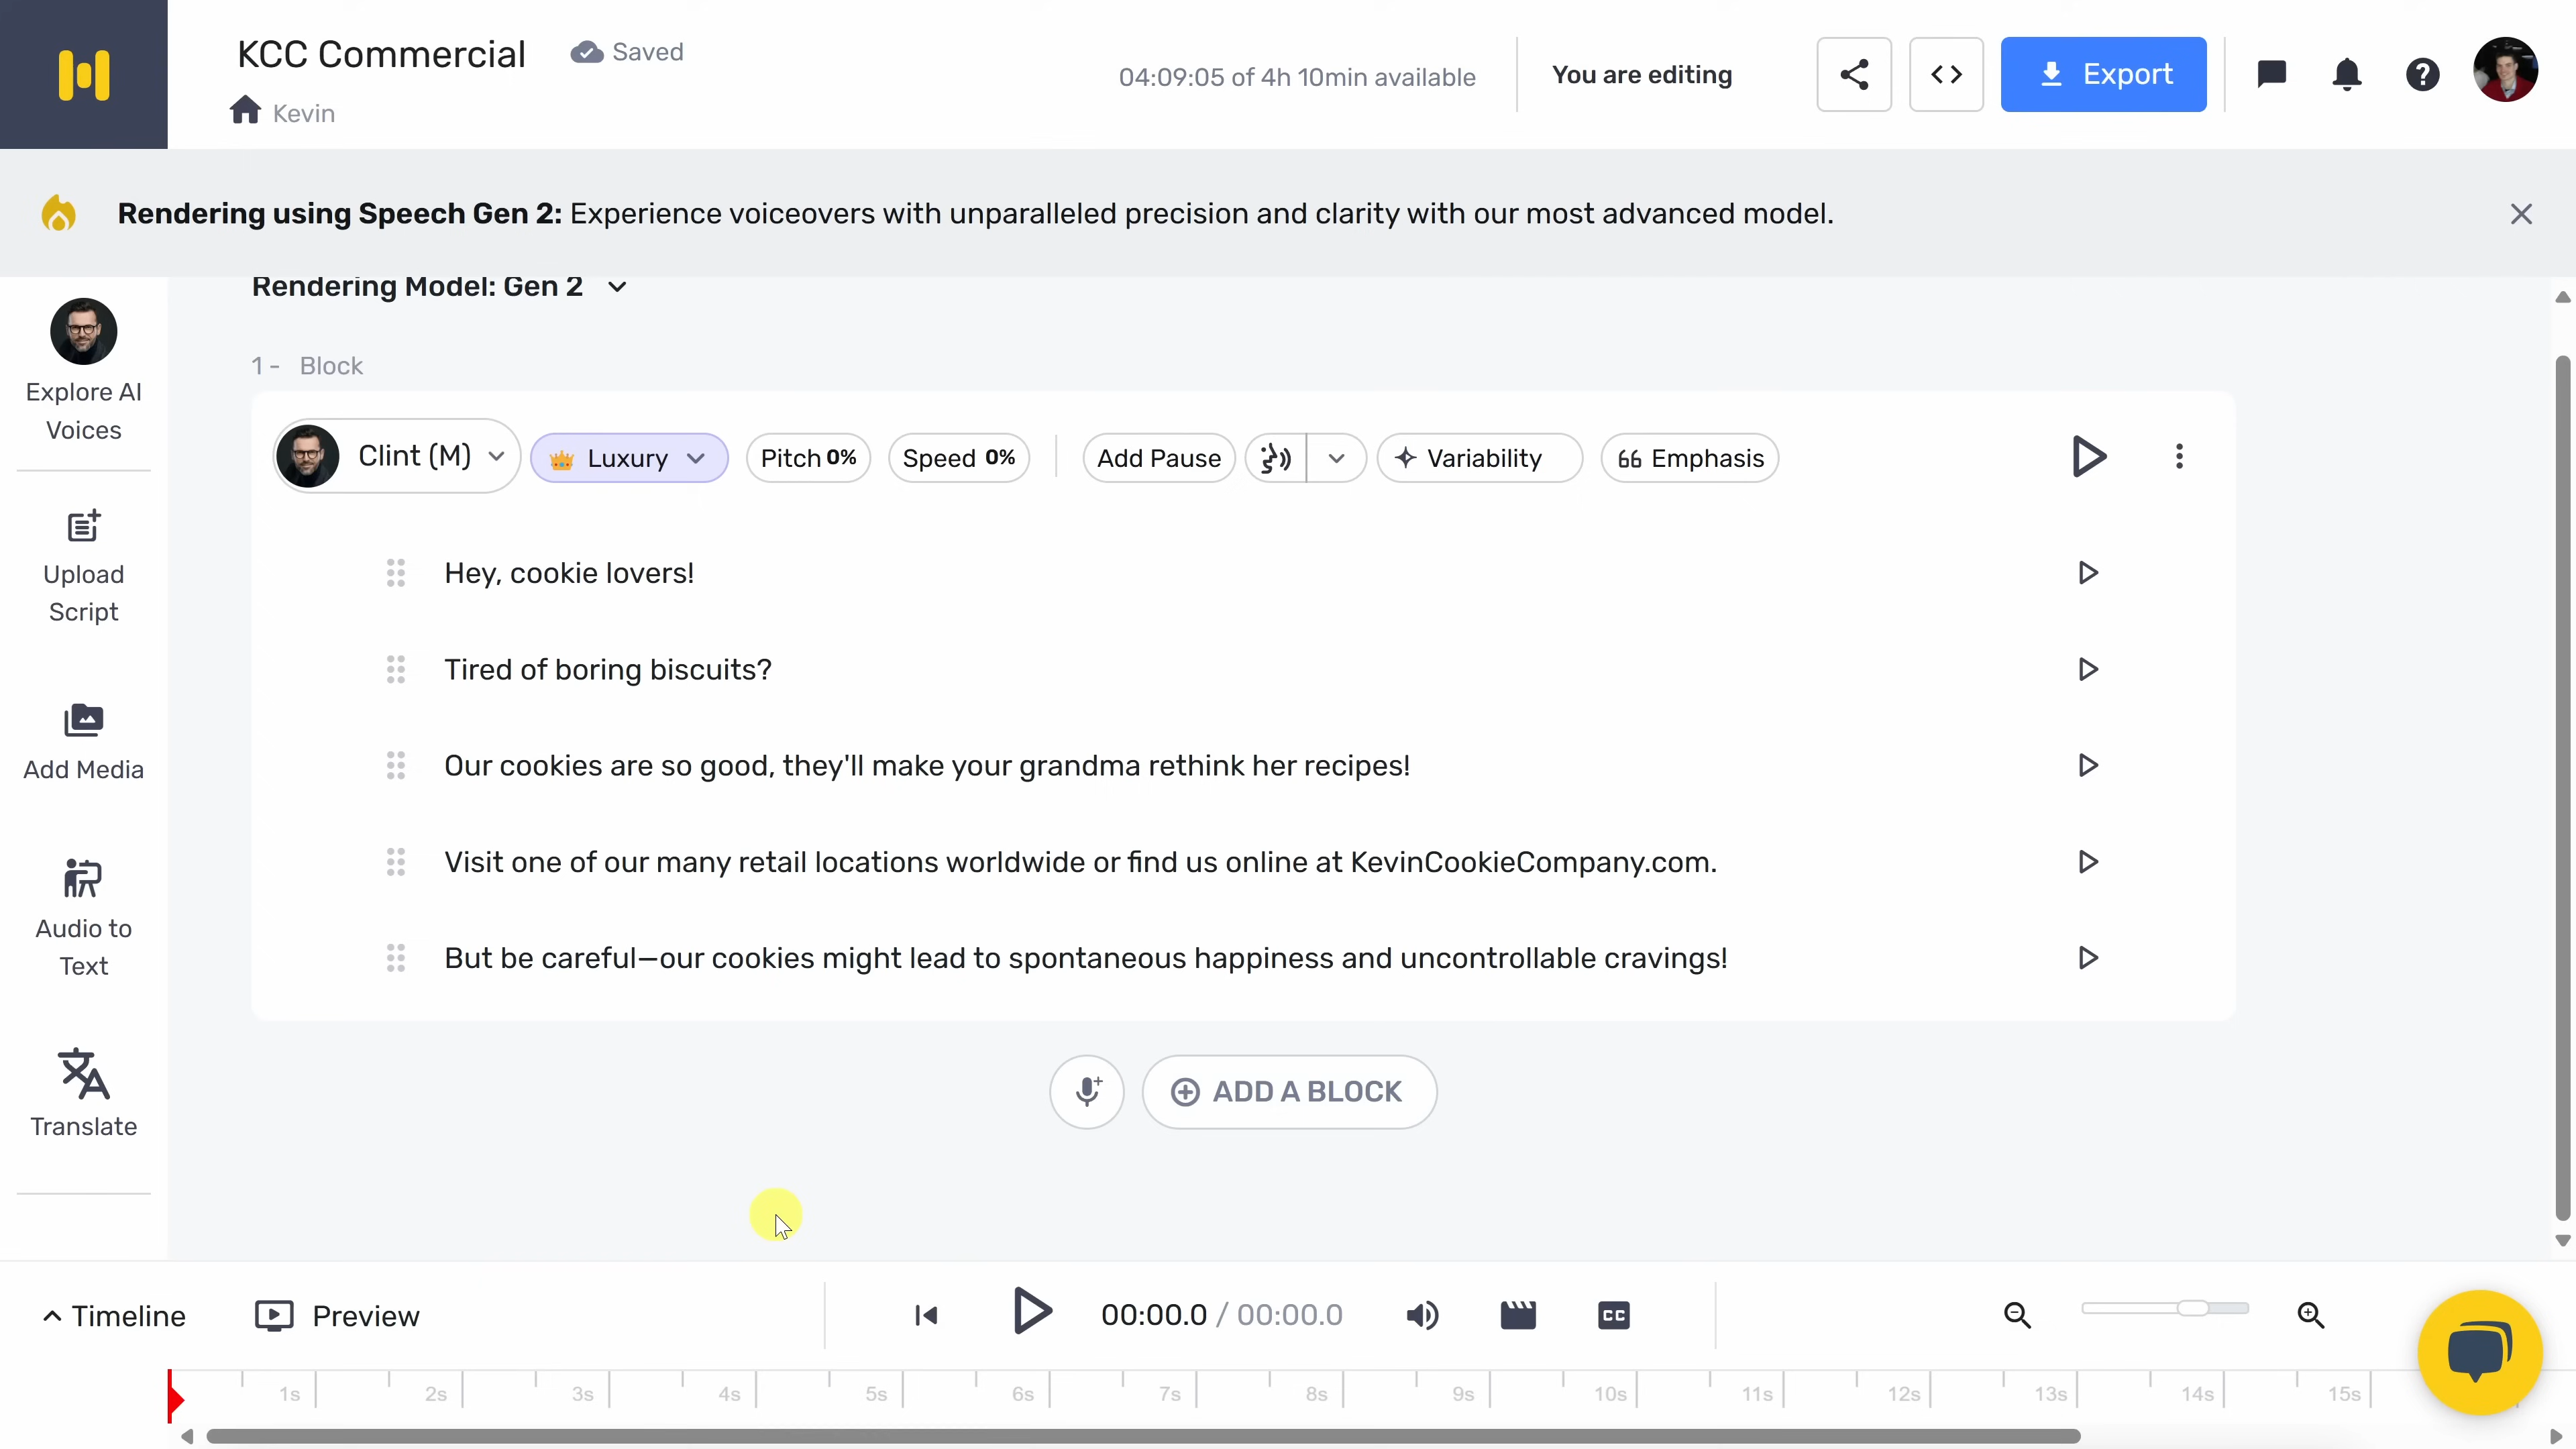 KCC Commercial
Saved
Kevin
04:09:05 of 4h 10min available
You are editing
Export
Rendering using Speech Gen 2: Experience voiceovers with unparalleled precision and clarity with our most advanced model.
Rendering Model: Gen 2
Explore AI
Voices
Upload
Script
Add Media
Audio to
Text
Translate
1 - Block
Clint (M)
Luxury
Pitch 0%
Speed 0%
Add Pause
Variability
Emphasis
Hey, cookie lovers!
Tired of boring biscuits?
Our cookies are so good, they'll make your grandma rethink her recipes!
Visit one of our many retail locations worldwide or find us online at KevinCookieCompany.com.
But be careful—our cookies might lead to spontaneous happiness and uncontrollable cravings!
ADD A BLOCK
Timeline
Preview
00:00.0 / 00:00.0
CC
1s 2s 3s 4s 5s 6s 7s 8s 9s 10s 11s 12s 13s 14s 15s